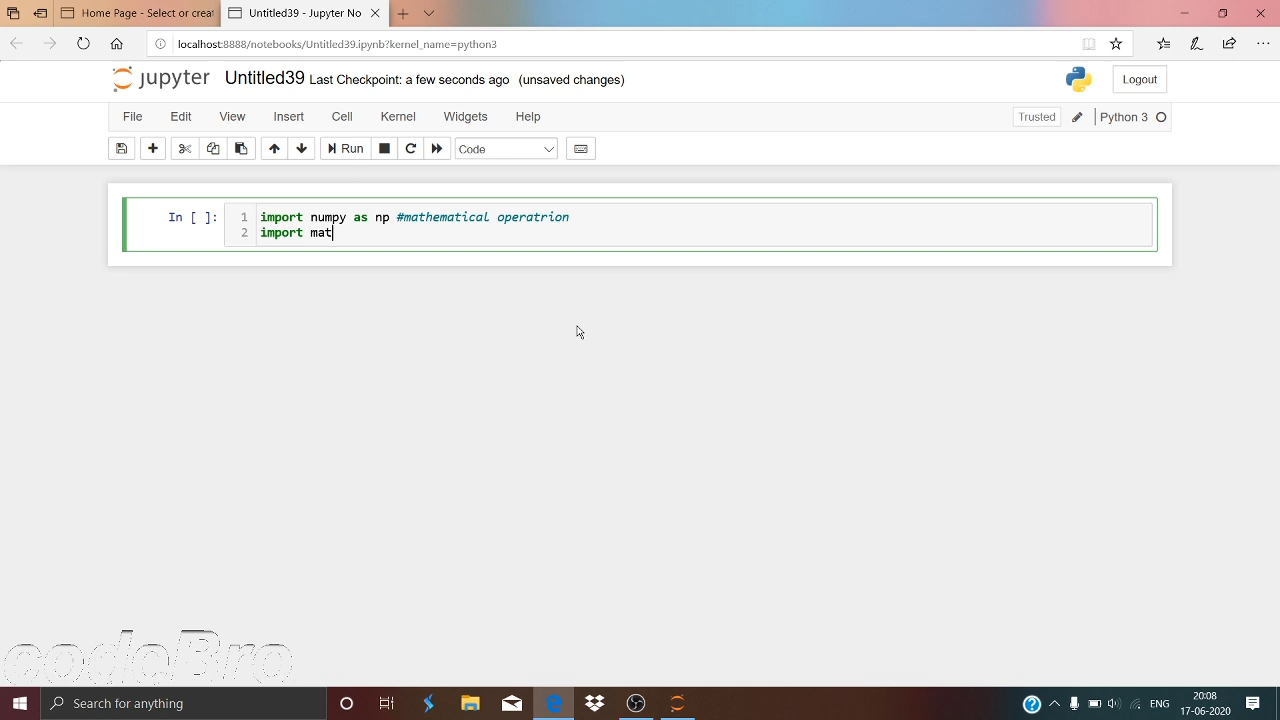 Home Page - Select or creat
Untitled39 - Jupyter No
localhost:8888/notebooks/Untitled39.ipynb?kernel_name=python3
jupyter Untitled39 Last Checkpoint: a few seconds ago (unsaved changes)
Logout
File Edit View Insert Cell Kernel Widgets Help
Trusted
Python 3
Run
Code
In [ ]:
1 import numpy as np #mathematical operatrion
2 import mat
codeBro
Search for anything
ENG
20:08
17-06-2020